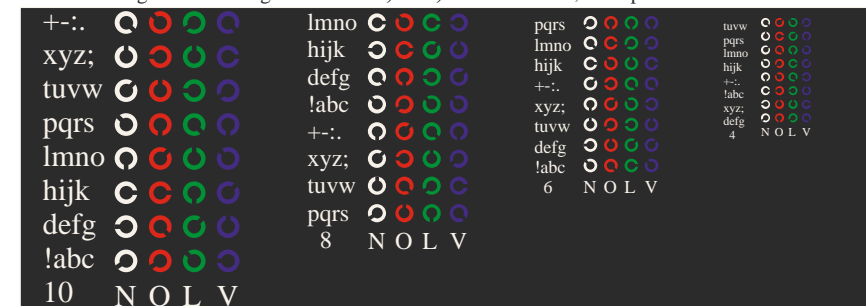 +-:.
xyz;
tuvw
pqrs
lmno
hijk
defg
!abc
10 N O L V
lmno
hijk
defg
!abc
+-:.
xyz;
tuvw
pqrs
8 N O L V
pqrs
lmno
hijk
+-:.
xyz;
tuvw
defg
!abc
6 N O L V
tuvw
pqrs
lmno
hijk
+-:.
!abc
xyz;
defg
4 N O L V